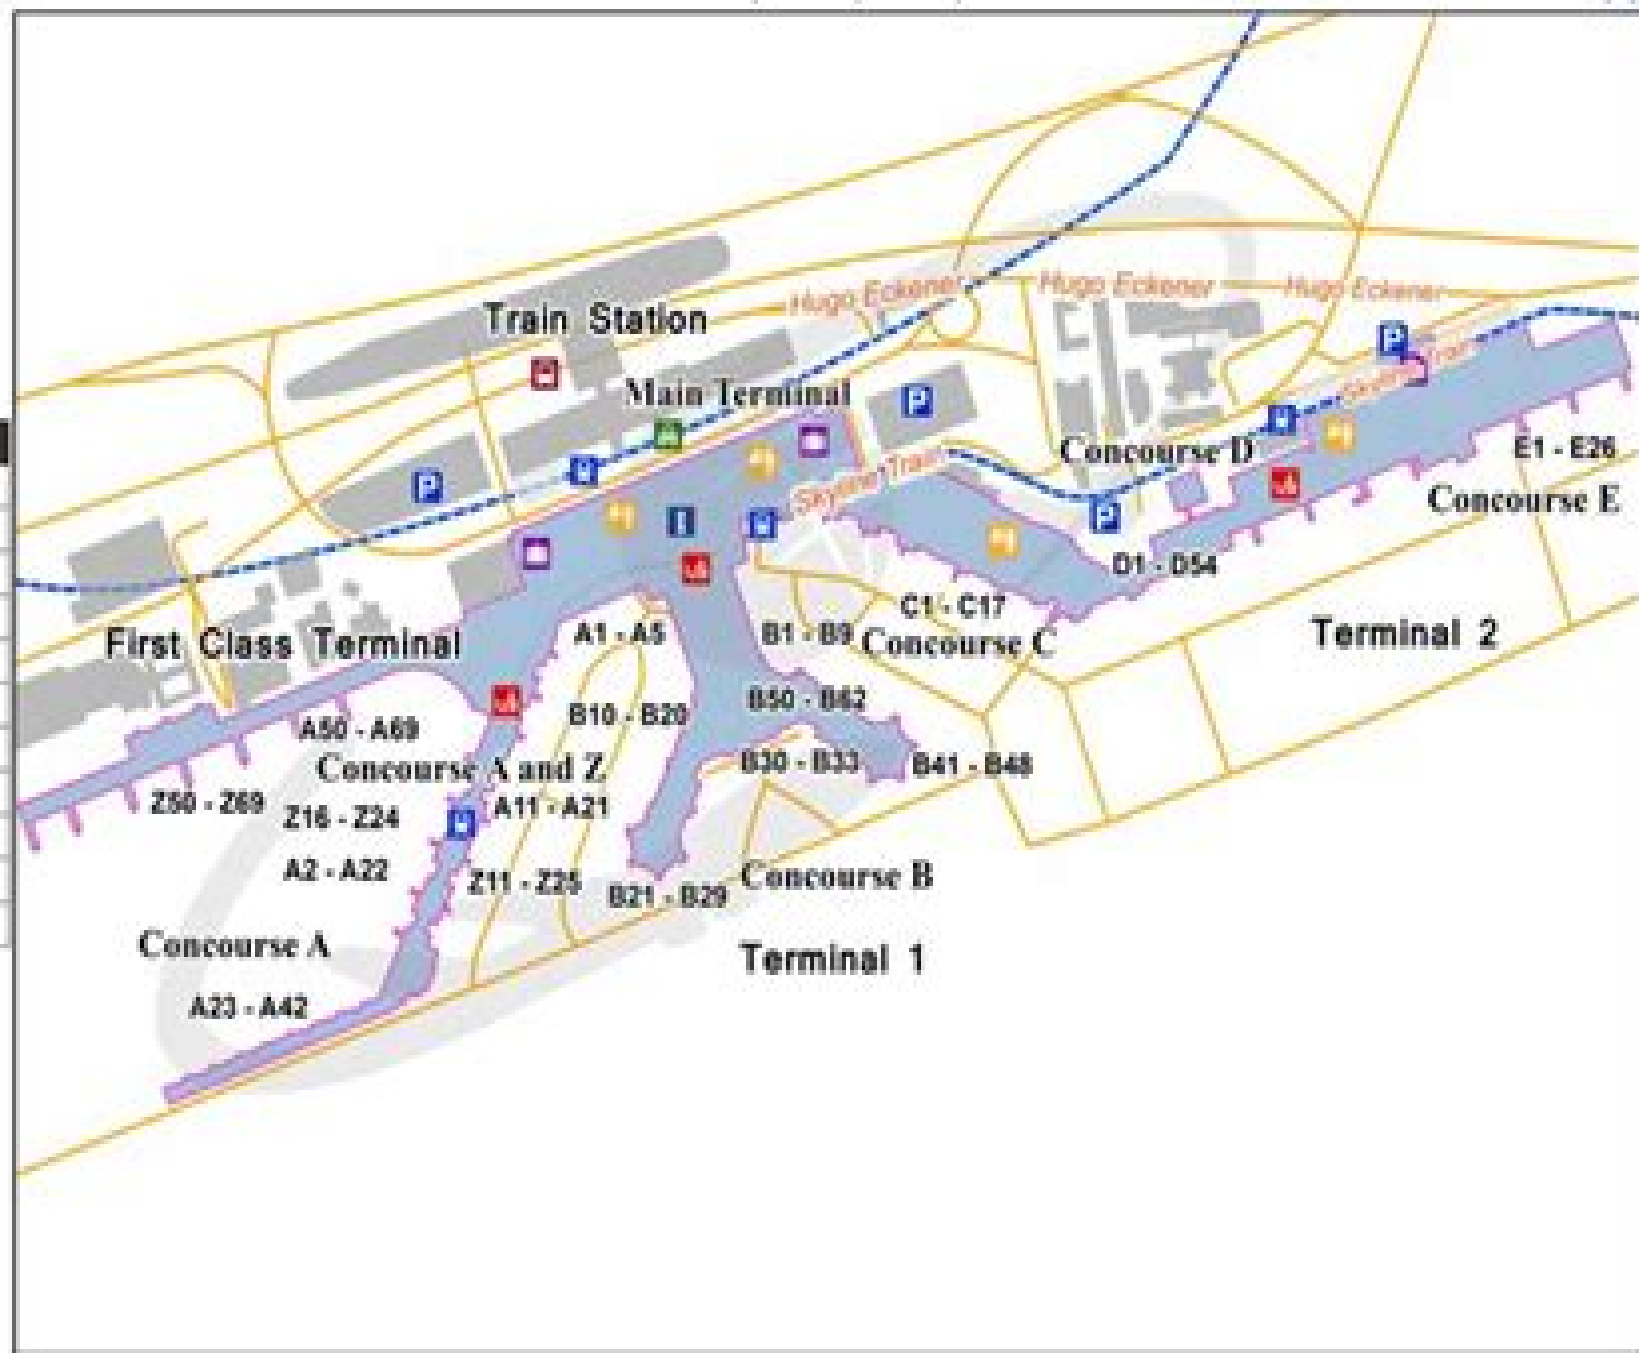 Hugo Eckener
Hugo Eckener
Hugo Eckener
Train Station
Main Terminal
P
P
P
Skyline Train
Skyline Train
Concourse D
E1 - E26
Concourse E
P
D1 - D54
First Class Terminal
A1 - A5
B1 - B9
C1 - C17
Concourse C
Terminal 2
A50 - A69
B10 - B20
B50 - B62
Concourse A and Z
B30 - B33
B41 - B48
Z50 - Z69
Z16 - Z24
A11 - A21
A2 - A22
Z11 - Z25
B21 - B29
Concourse B
Concourse A
Terminal 1
A23 - A42